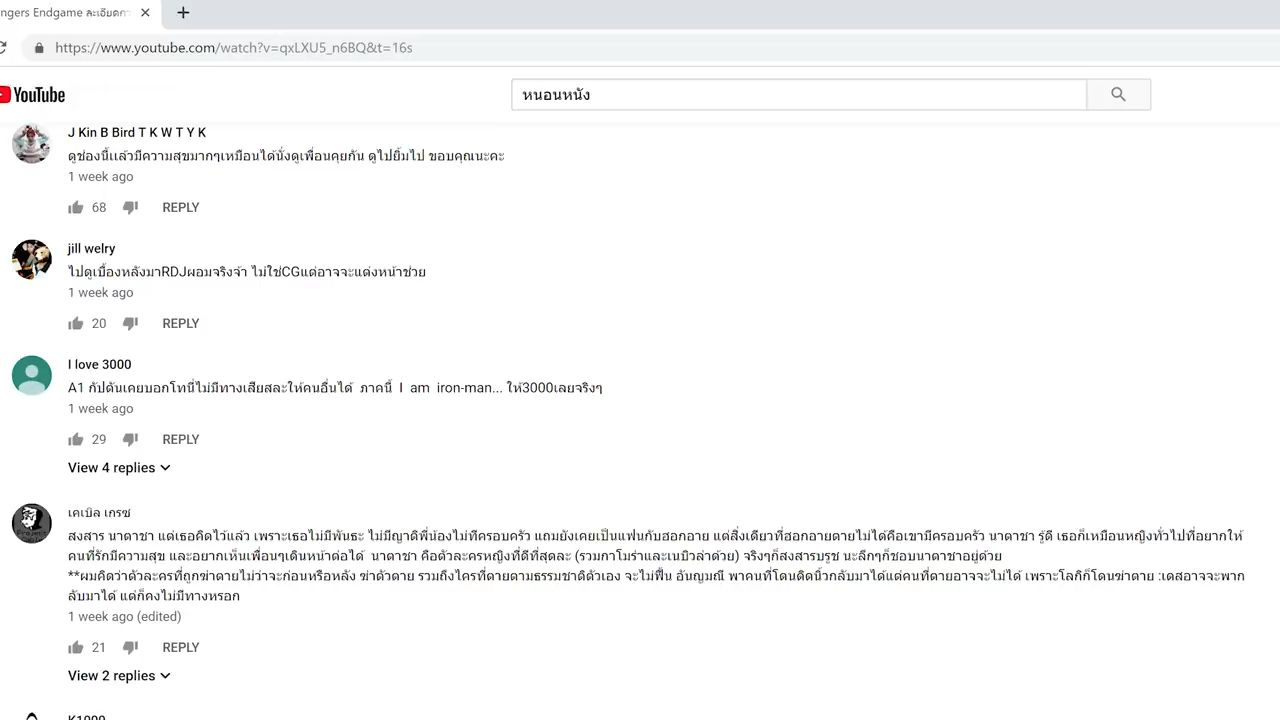 ngers Endgame ละเอียดกา
https://www.youtube.com/watch?v=qxLXU5_n6BQ&t=16s
YouTube
หนอนหนัง
J Kin B Bird T K W T Y K
ดูช่องนี้แล้วมีความสุขมากๆเหมือนได้นั่งดูเพื่อนคุยกัน ดูไปยิ้มไป ขอบคุณนะคะ
1 week ago
68 REPLY
jill welry
ไปดูเบื้องหลังมาRDJผอมจริงจ้า ไม่ใช่CGแต่อาจจะแต่งหน้าช่วย
1 week ago
20 REPLY
I love 3000
A1 กัปตันเคยบอกโทนี่ไม่มีทางเสียสละให้คนอื่นได้ ภาคนี้ I am iron-man... ให้3000เลยจริงๆ
1 week ago
29 REPLY
View 4 replies
เคเบิล เกรซ
สงสาร นาตาชา แต่เธอคิดไว้แล้ว เพราะเธอไม่มีพันธะ ไม่มีญาติพี่น้องไม่ทีครอบครัว แถมยังเคยเป็นแฟนกับฮอกอาย แต่สิ่งเดียวที่ฮอกอายตายไม่ได้คือเขามีครอบครัว นาตาชา รู้ดี เธอก็เหมือนหญิงทั่วไปที่อยากให้
คนที่รักมีความสุข และอยากเห็นเพื่อนๆเดินหน้าต่อได้ นาตาชา คือตัวละครหญิงที่ดีที่สุดละ (รวมกาโมร่าและเนบิวล่าด้วย) จริงๆก็สงสารบรูช นะลึกๆก็ชอบนาตาชาอยู่ด้วย
**ผมคิดว่าตัวละครที่ถูกฆ่าตายไม่ว่าจะก่อนหรือหลัง ฆ่าตัวตาย รวมถึงไครที่ตายตามธรรมชาติตัวเอง จะไม่ฟื้น อันญมณี พาคนที่โดนดีดนิ้วกลับมาได้แต่คนที่ตายอาจจะไม่ได้ เพราะโลกิก็โดนฆ่าตาย :เดสอาจจะพาก
ลับมาได้ แต่ก็คงไม่มีทางหรอก
1 week ago (edited)
21 REPLY
View 2 replies